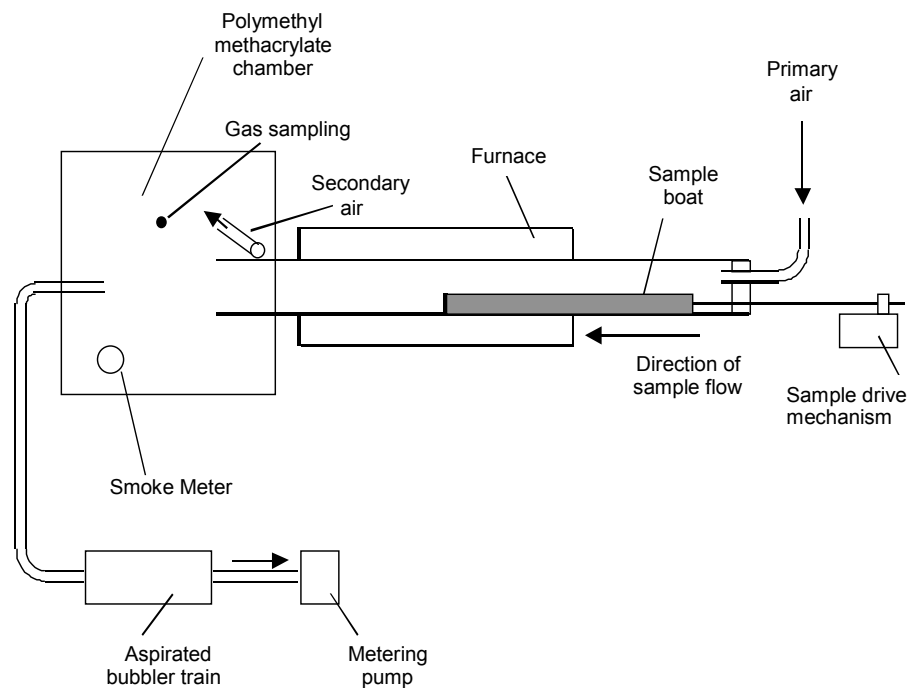 Polymethyl
methacrylate
chamber
Primary
air
Gas sampling
Furnace
Secondary
air
Sample
boat
Direction of
sample flow
Sample drive
mechanism
Smoke Meter
Aspirated
bubbler train
Metering
pump